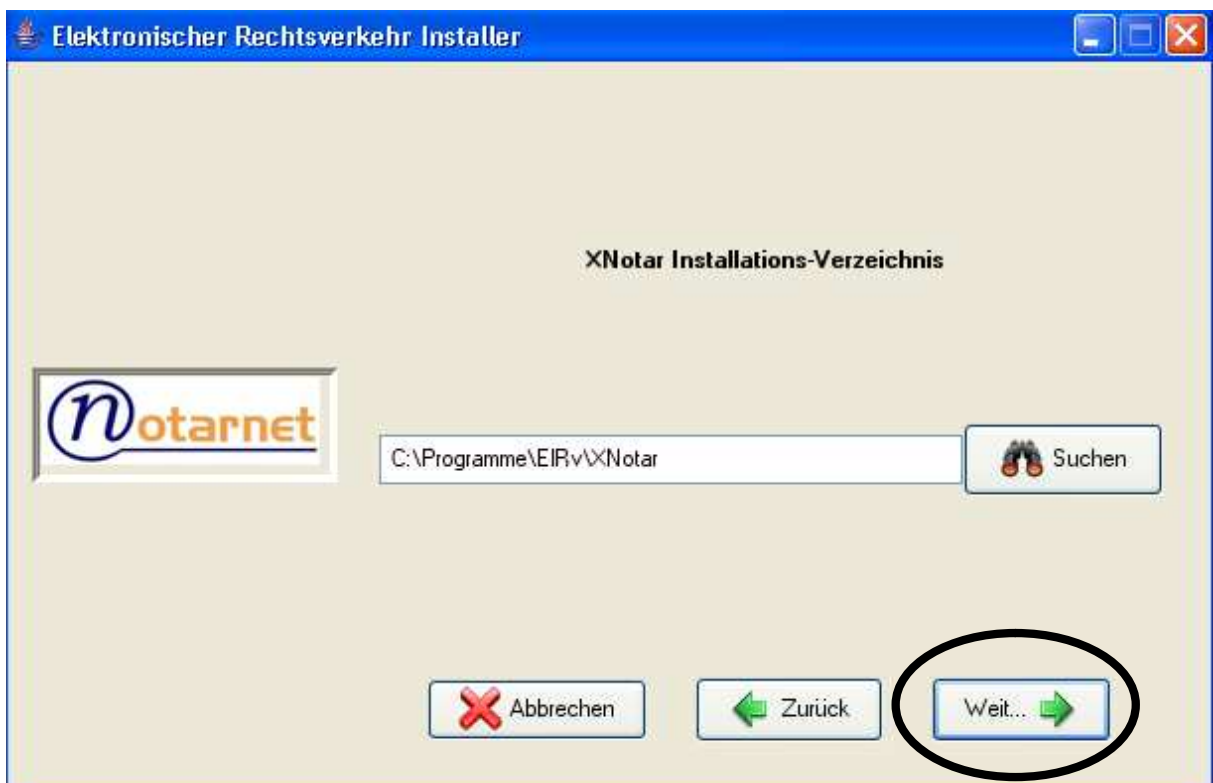 Elektronischer Rechtsverkehr Installer
XNotar Installations-Verzeichnis
notarnet
C:\Programme\ElRv\XNotar
Suchen
Abbrechen
Zurück
Weit...